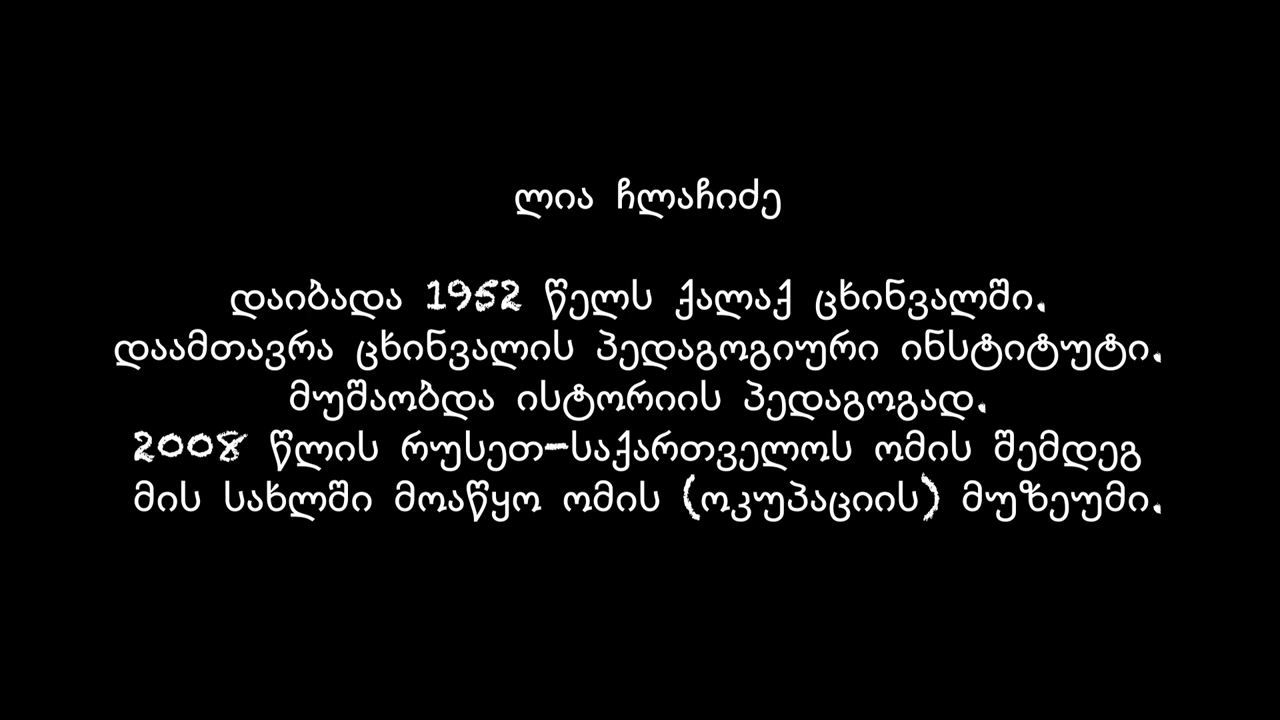 ლია ჩლაჩიძე
დაიბადა 1952 წელს ქალაქ ცხინვალში.
დაამთავრა ცხინვალის პედაგოგიური ინსტიტუტი.
მუშაობდა ისტორიის პედაგოგად.
2008 წლის რუსეთ-საქართველოს ომის შემდეგ
მის სახლში მოაწყო ომის (ოკუპაციის) მუზეუმი.